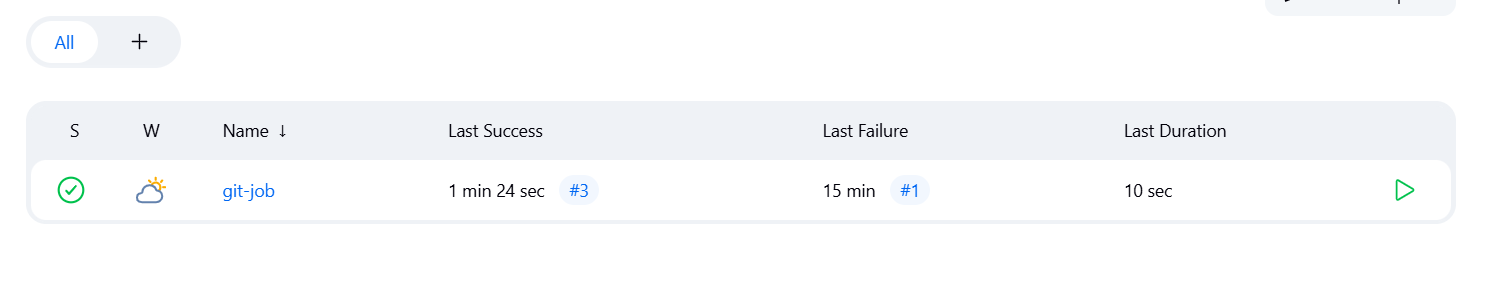 All +
S W Name ↓ Last Success Last Failure Last Duration
git-job 1 min 24 sec #3 15 min #1 10 sec